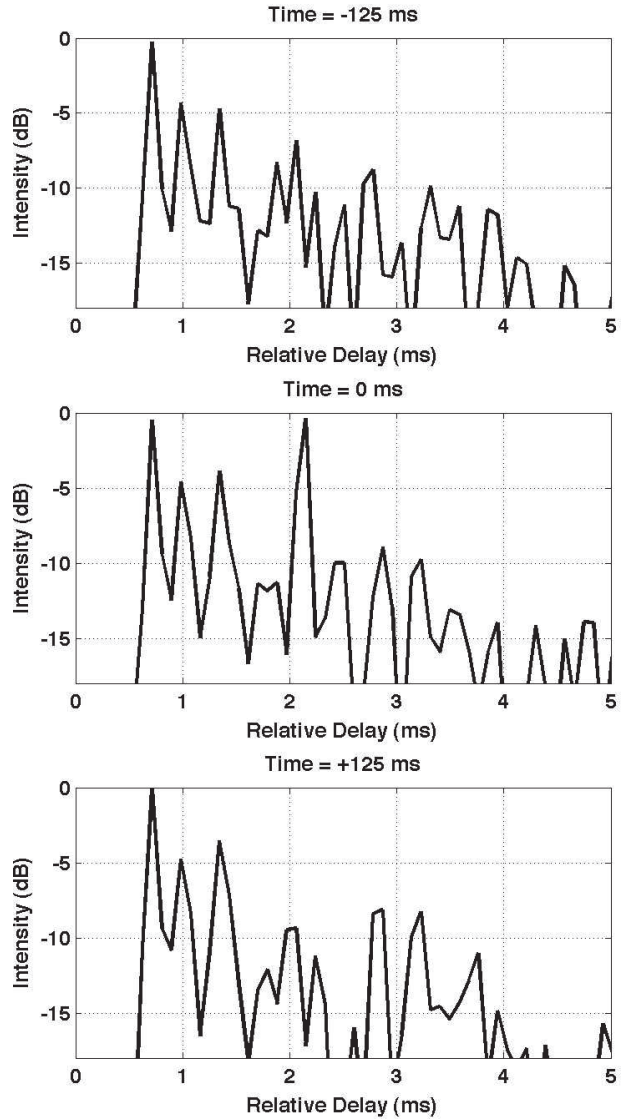 Time = -125 ms
0
-5
-10
-15
Intensity (dB)
0 1 2 3 4 5
Relative Delay (ms)
Time = 0 ms
0
-5
-10
-15
Intensity (dB)
0 1 2 3 4 5
Relative Delay (ms)
Time = +125 ms
0
-5
-10
-15
Intensity (dB)
0 1 2 3 4 5
Relative Delay (ms)